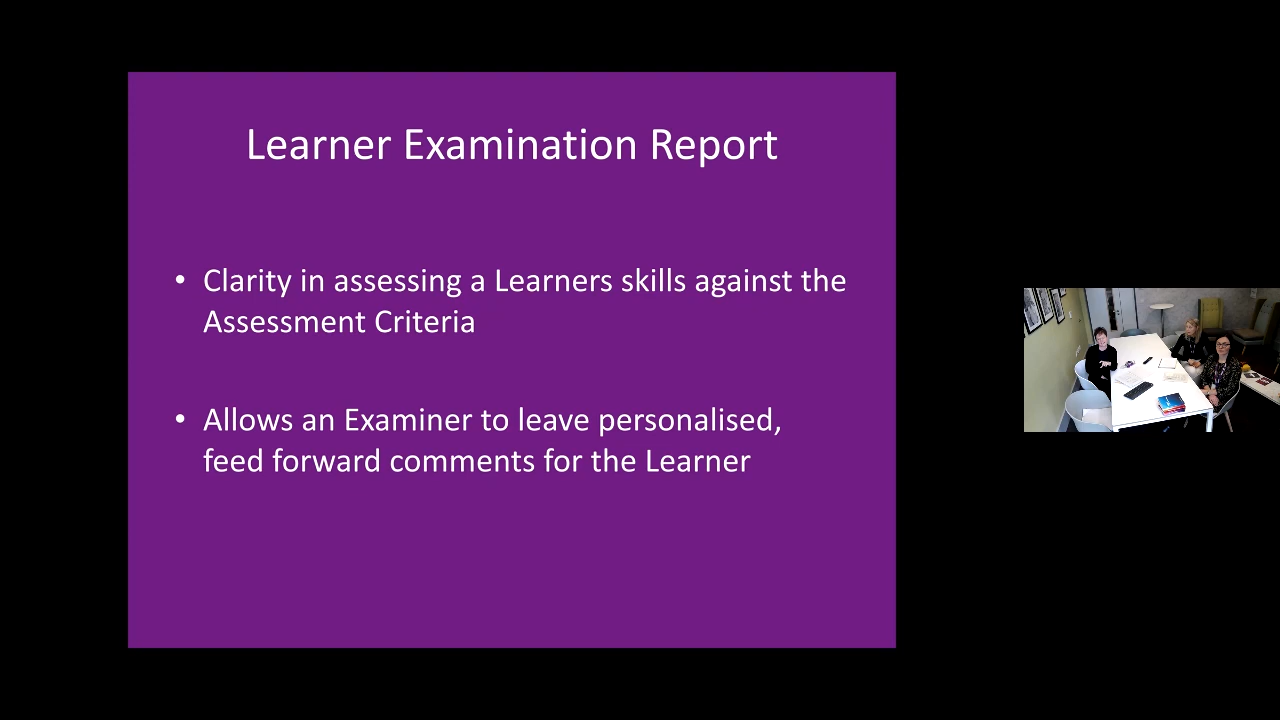 Learner Examination Report
• Clarity in assessing a Learners skills against the
Assessment Criteria
• Allows an Examiner to leave personalised,
feed forward comments for the Learner